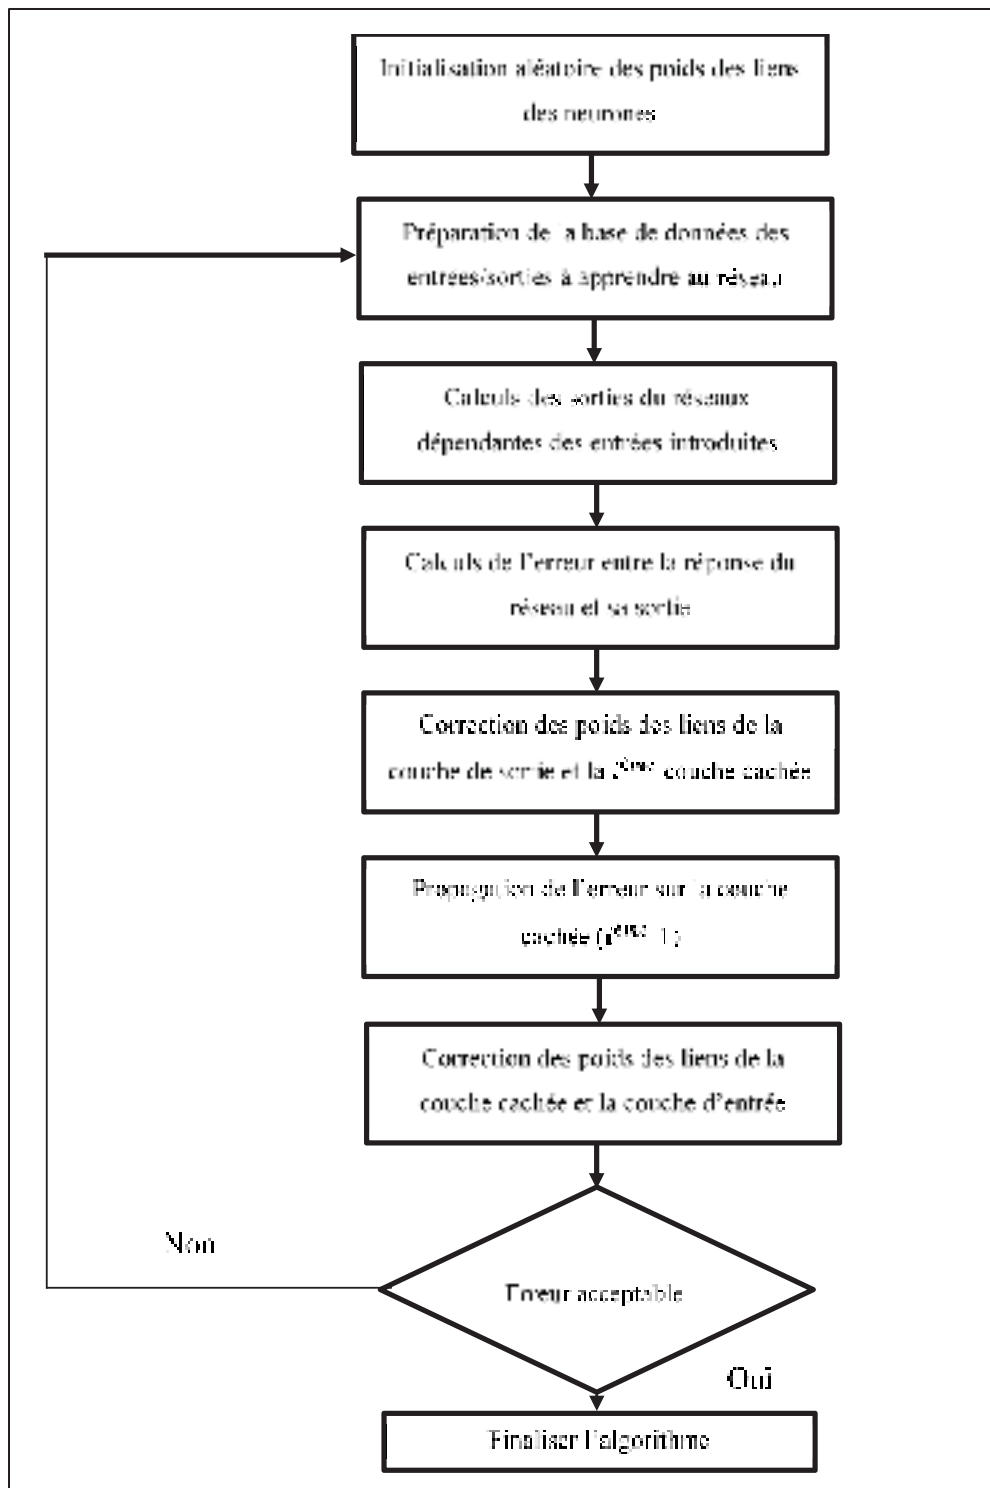 Initialisation aléatoire des poids des liens
des neurones
Préparation de la base de données des
entrées/sorties à apprendre au réseau
Calculs des sorties du réseaux
dépendantes des entrées introduites
Calculs de l'erreur entre la réponse du
réseau et sa sortie
Correction des poids des liens de la
couche de sortie et la couche cachée
Propagation de l'erreur sur la couche
cachée
Correction des poids des liens de la
couche cachée et la couche d'entrée
Non
Erreur acceptable
Oui
Finaliser l'algorithme